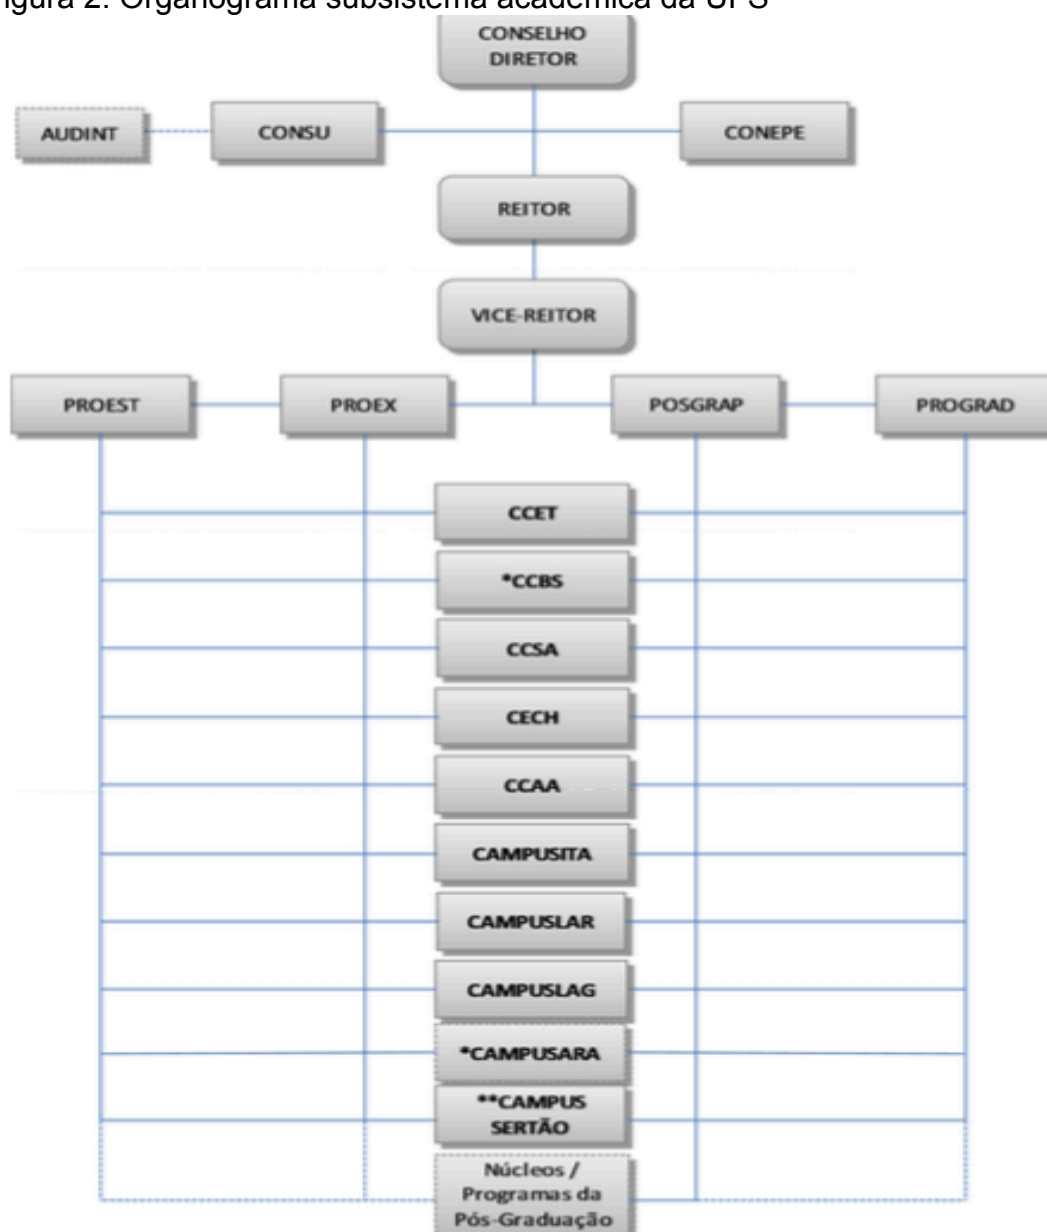 Figura 2. Organograma subsistema acadêmica da UFS
CONSELHO
DIRETOR
AUDINT
CONSU
CONEPE
REITOR
VICE-REITOR
PROEST
PROEX
POSGRAP
PROGRAD
CCET
*CCBS
CCSA
CECH
CCAA
CAMPUSITA
CAMPUSLAR
CAMPUSLAG
*CAMPUSARA
**CAMPUS
SERTÃO
Núcleos /
Programas da
Pós-Graduação